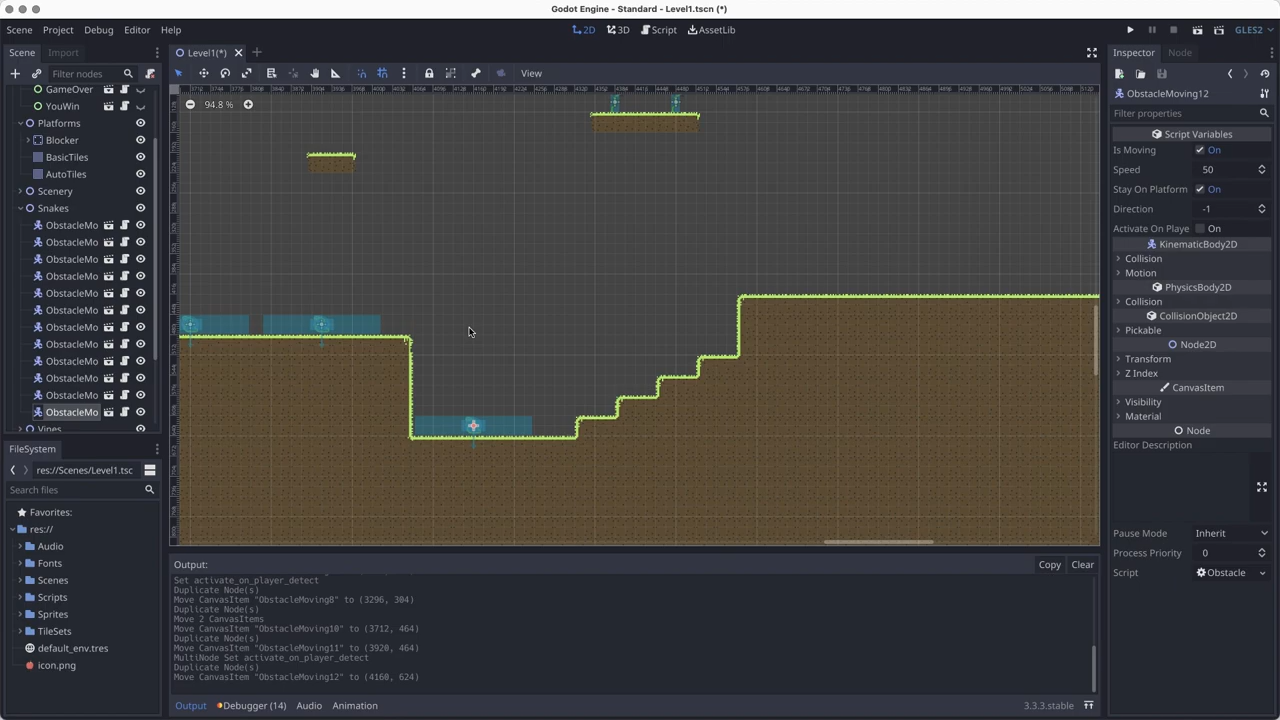 Godot Engine - Standard - Level1.tscn (*)
Scene Project Debug Editor Help
2D 3D Script AssetLib
GLES2
Scene Import
Level1(*)
Inspector Node
Filter nodes
View
GameOver
YouWin
Platforms
Blocker
BasicTiles
AutoTiles
Scenery
Snakes
ObstacleMo
ObstacleMo
ObstacleMo
ObstacleMo
ObstacleMo
ObstacleMo
ObstacleMo
ObstacleMo
ObstacleMo
ObstacleMo
ObstacleMo
ObstacleMo
Vines
94.8 %
FileSystem
res://Scenes/Level1.tsc
Search files
Favorites:
res://
Audio
Fonts
Scenes
Scripts
Sprites
TileSets
default_env.tres
icon.png
Output:
Copy Clear
Set activate_on_player_detect
Duplicate Node(s)
Move CanvasItem "ObstacleMoving8" to (3296, 304)
Duplicate Node(s)
Move 2 CanvasItems
Move CanvasItem "ObstacleMoving10" to (3712, 464)
Duplicate Node(s)
Move CanvasItem "ObstacleMoving11" to (3920, 464)
MultiNode Set activate_on_player_detect
Duplicate Node(s)
Move CanvasItem "ObstacleMoving12" to (4160, 624)
Output Debugger (14) Audio Animation
3.3.3.stable
ObstacleMoving12
Filter properties
Script Variables
Is Moving On
Speed 50
Stay On Platform On
Direction -1
Activate On Playe On
KinematicBody2D
Collision
Motion
PhysicsBody2D
Collision
CollisionObject2D
Pickable
Node2D
Transform
Z Index
CanvasItem
Visibility
Material
Node
Editor Description
Pause Mode Inherit
Process Priority 0
Script Obstacle